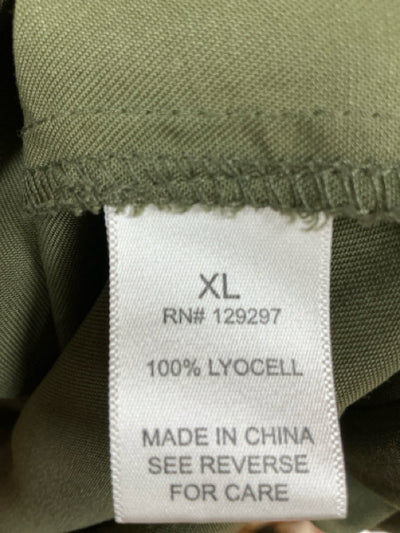 XL
RN# 129297
100% LYOCELL
MADE IN CHINA
SEE REVERSE
FOR CARE